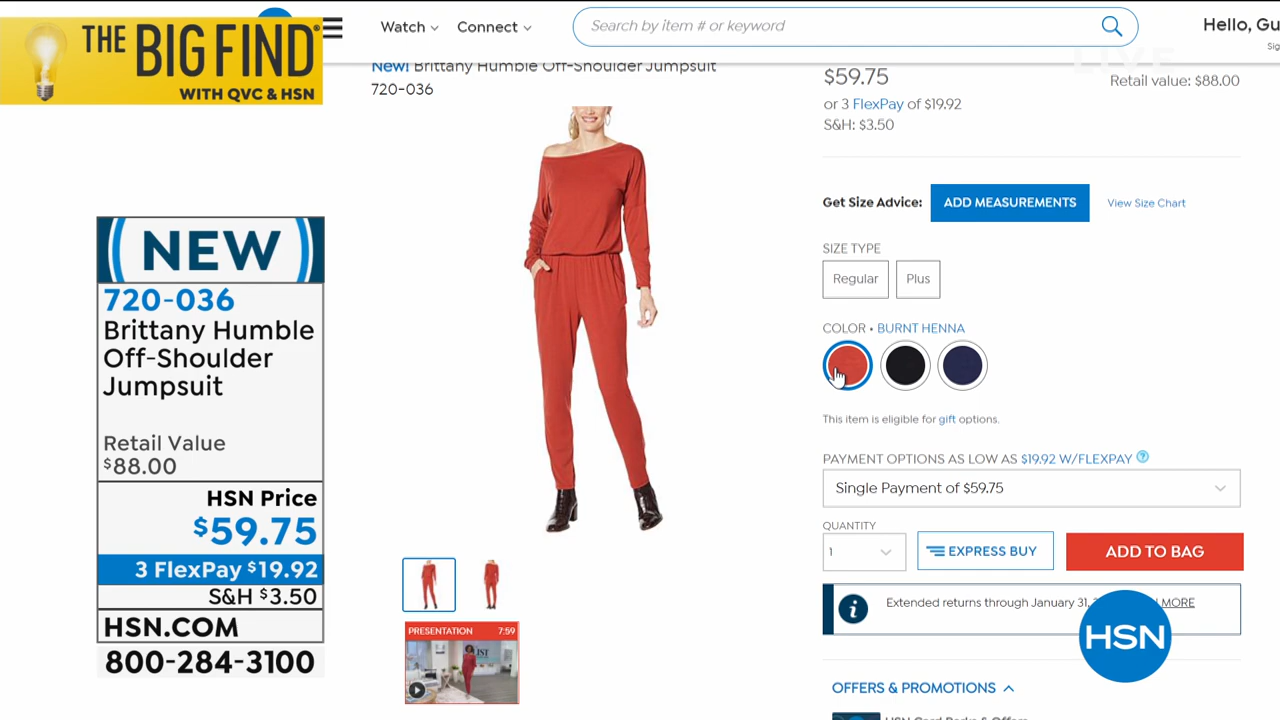 THE BIG FIND®
WITH QVC & HSN
Watch
Connect
Search by item # or keyword
Hello, Gu
Sig
LIVE
New! Brittany Humble Off-Shoulder Jumpsuit
720-036
$59.75
Retail value: $88.00
or 3 FlexPay of $19.92
S&H: $3.50
Get Size Advice:
ADD MEASUREMENTS
View Size Chart
SIZE TYPE
Regular
Plus
COLOR • BURNT HENNA
This item is eligible for gift options.
PAYMENT OPTIONS AS LOW AS $19.92 W/FLEXPAY ?
Single Payment of $59.75
QUANTITY
1
EXPRESS BUY
ADD TO BAG
i
Extended returns through January 31,
MORE
HSN
OFFERS & PROMOTIONS
HSN Card Perks & Offers
NEW
720-036
Brittany Humble
Off-Shoulder
Jumpsuit
Retail Value
$88.00
HSN Price
$59.75
3 FlexPay $19.92
S&H $3.50
HSN.COM
800-284-3100
PRESENTATION 7:59